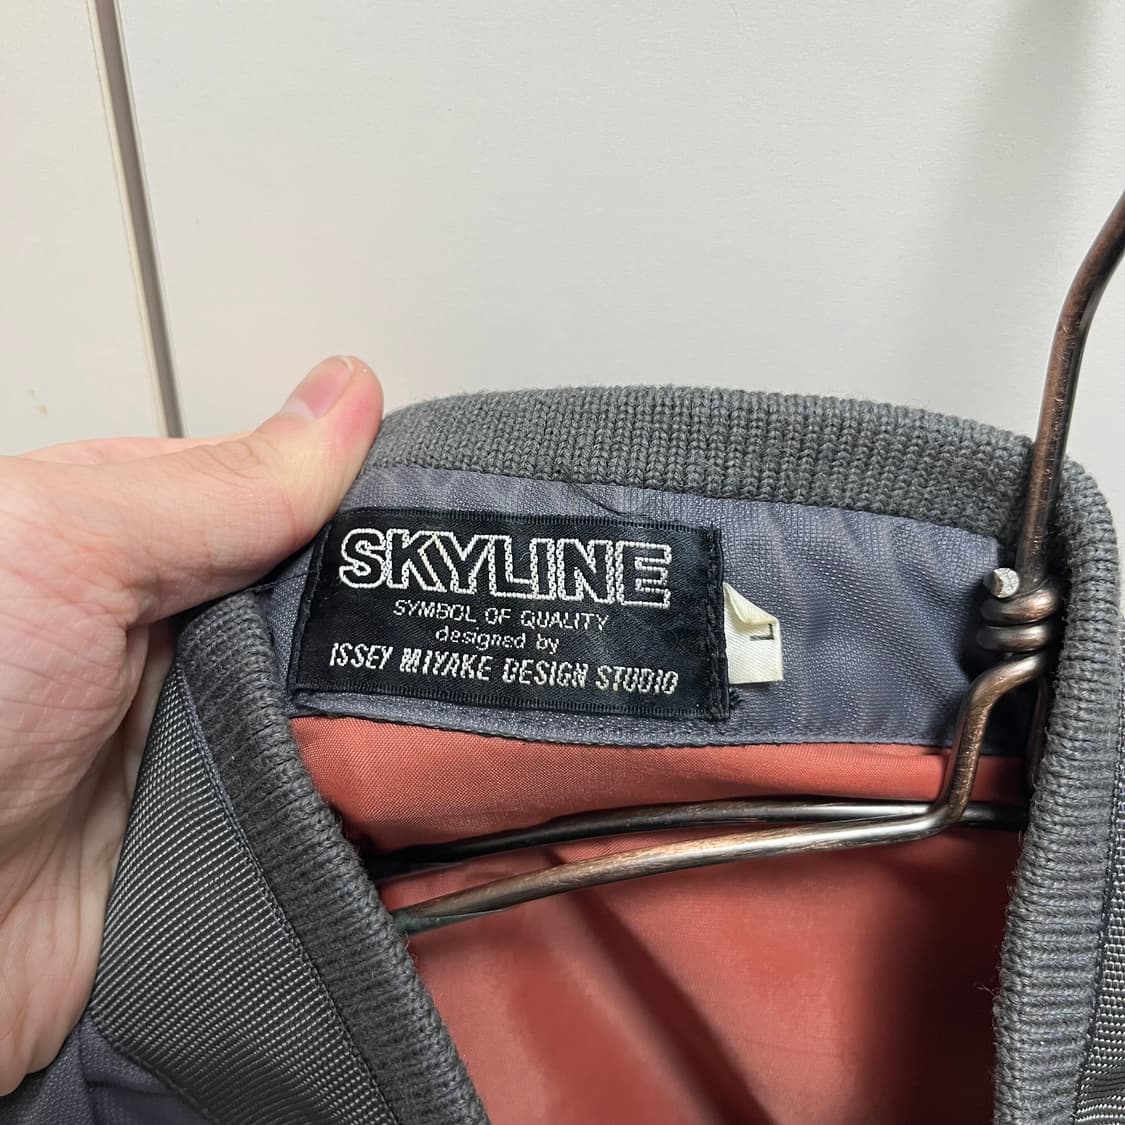 SKYLINE
SYMBOL OF QUALITY
designed by
ISSEY MIYAKE DESIGN STUDIO
L